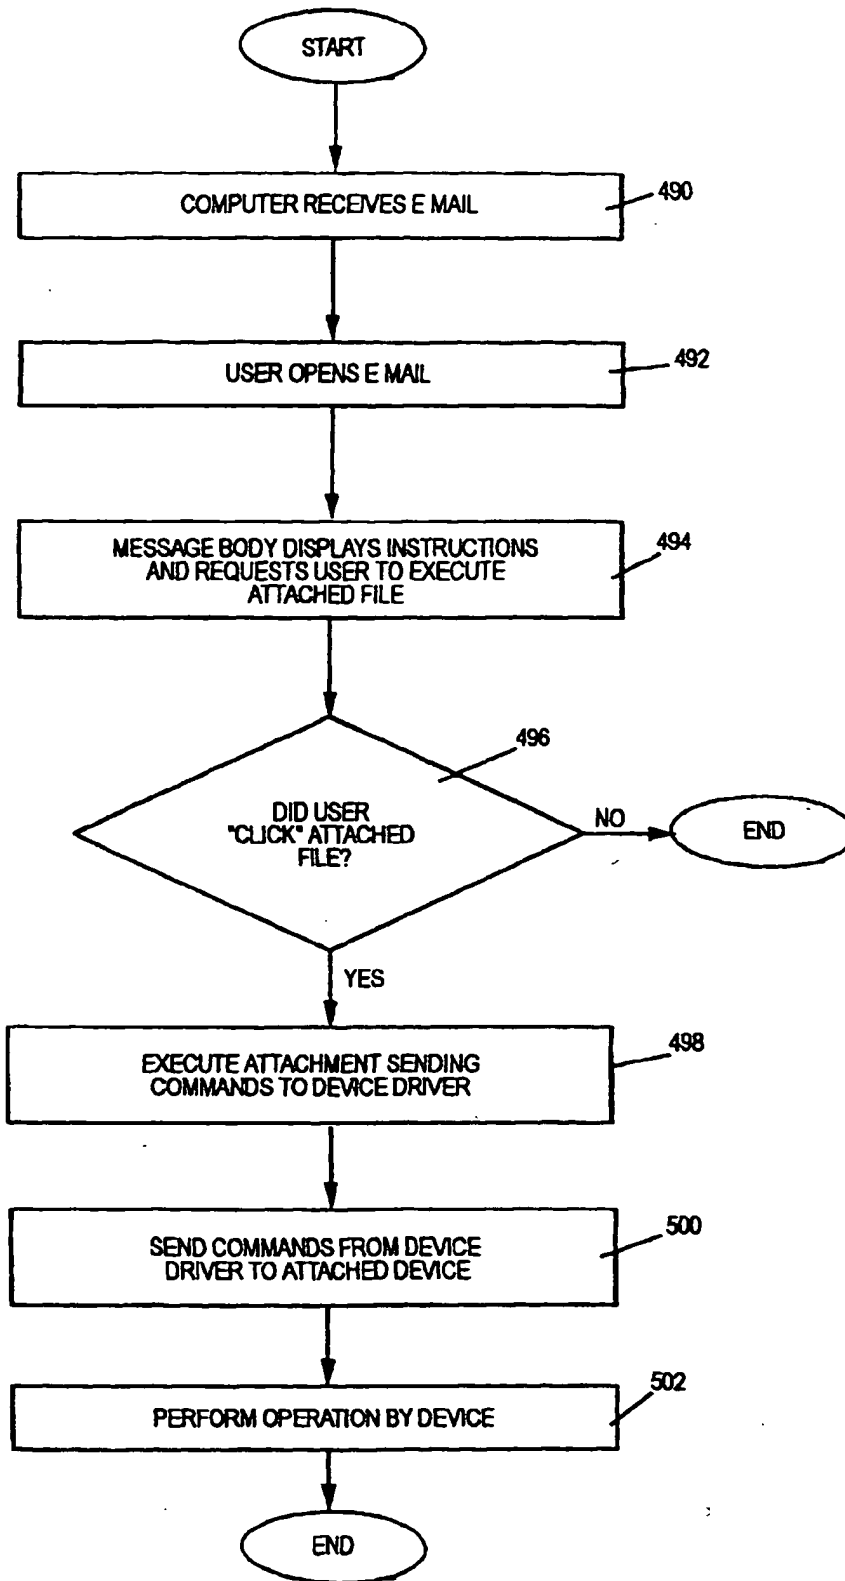 START
COMPUTER RECEIVES E MAIL
490
USER OPENS E MAIL
492
MESSAGE BODY DISPLAYS INSTRUCTIONS
AND REQUESTS USER TO EXECUTE
ATTACHED FILE
494
496
DID USER
"CLICK" ATTACHED
FILE?
NO
END
YES
EXECUTE ATTACHMENT SENDING
COMMANDS TO DEVICE DRIVER
498
SEND COMMANDS FROM DEVICE
DRIVER TO ATTACHED DEVICE
500
PERFORM OPERATION BY DEVICE
502
END